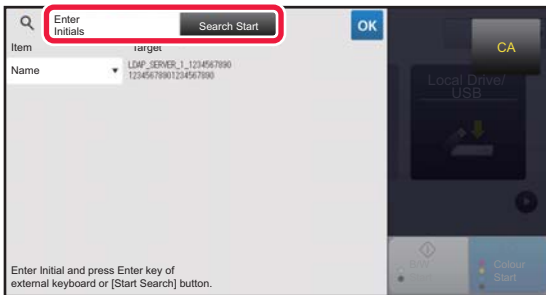 Enter
Initials
Search Start
OK
CA
Item
Target
Name
LDAP_SERVER_1_1234567890
12345678901234567890
Local Drive/
USB
B/W
Start
Colour
Start
Enter Initial and press Enter key of
external keyboard or [Start Search] button.